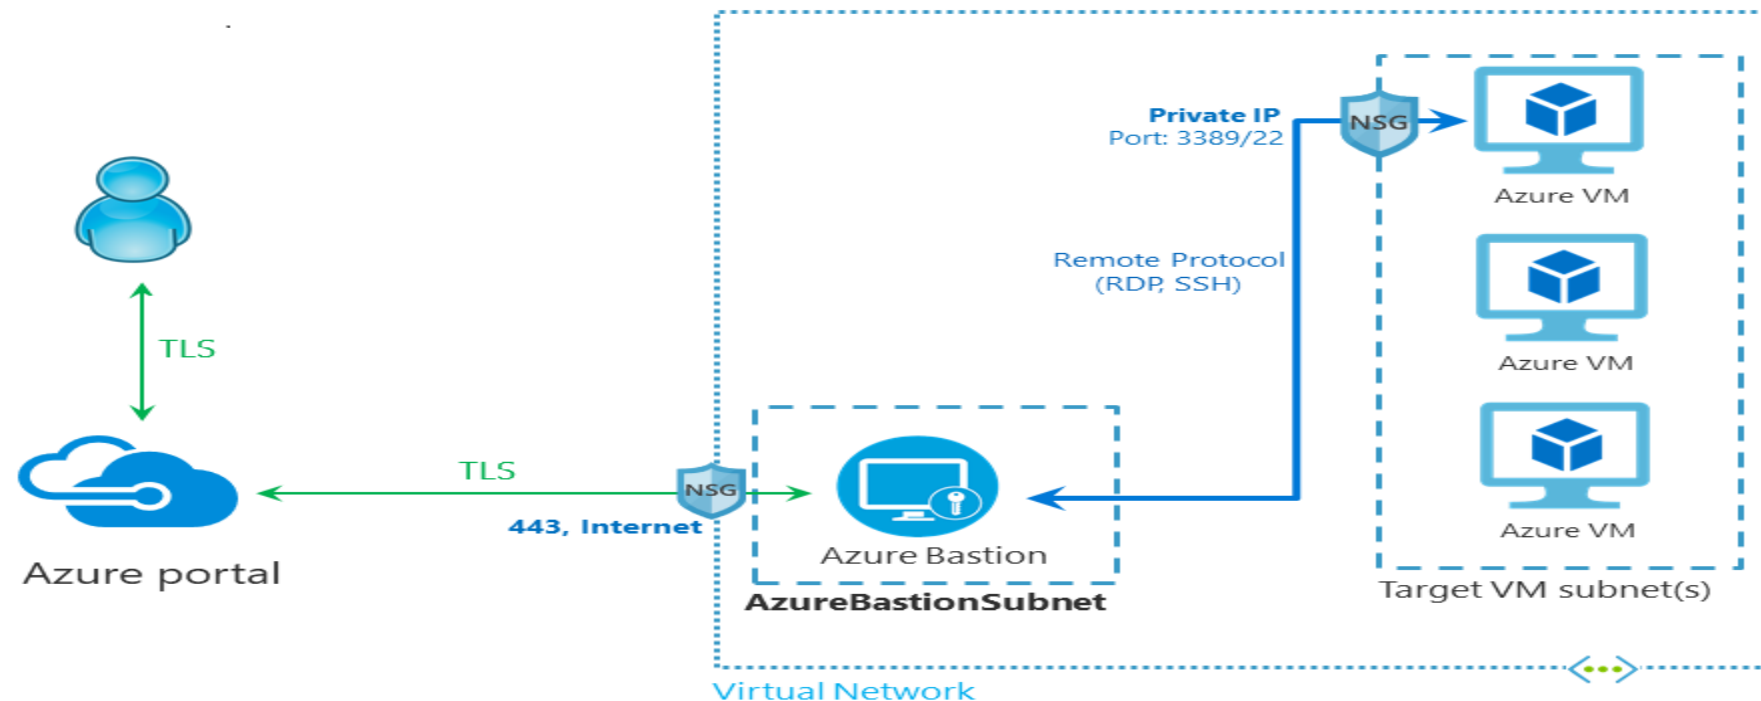 TLS
Azure portal
TLS
443, Internet
NSG
Azure Bastion
AzureBastionSubnet
Virtual Network
Private IP
Port: 3389/22
Remote Protocol
(RDP, SSH)
NSG
Azure VM
Azure VM
Azure VM
Target VM subnet(s)